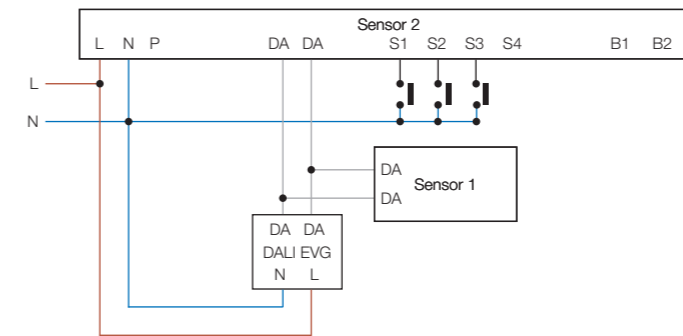 Sensor 2
L N P DA DA S1 S2 S3 S4 B1 B2
L
N
DA
Sensor 1
DA
DA DA
DALI EVG
N L